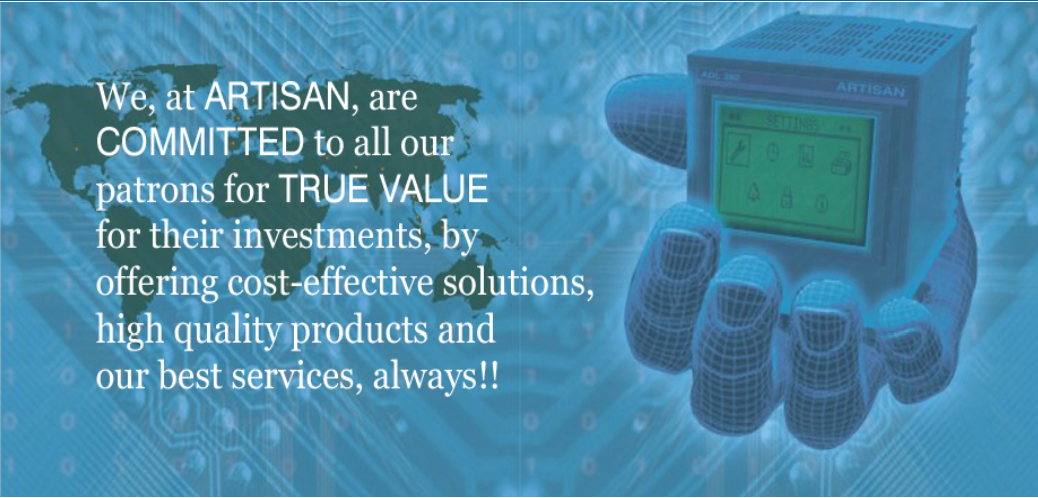 We, at ARTISAN, are
COMMITTED to all our
patrons for TRUE VALUE
for their investments, by
offering cost-effective solutions,
high quality products and
our best services, always!!
ARTISAN
** SETTINGS **